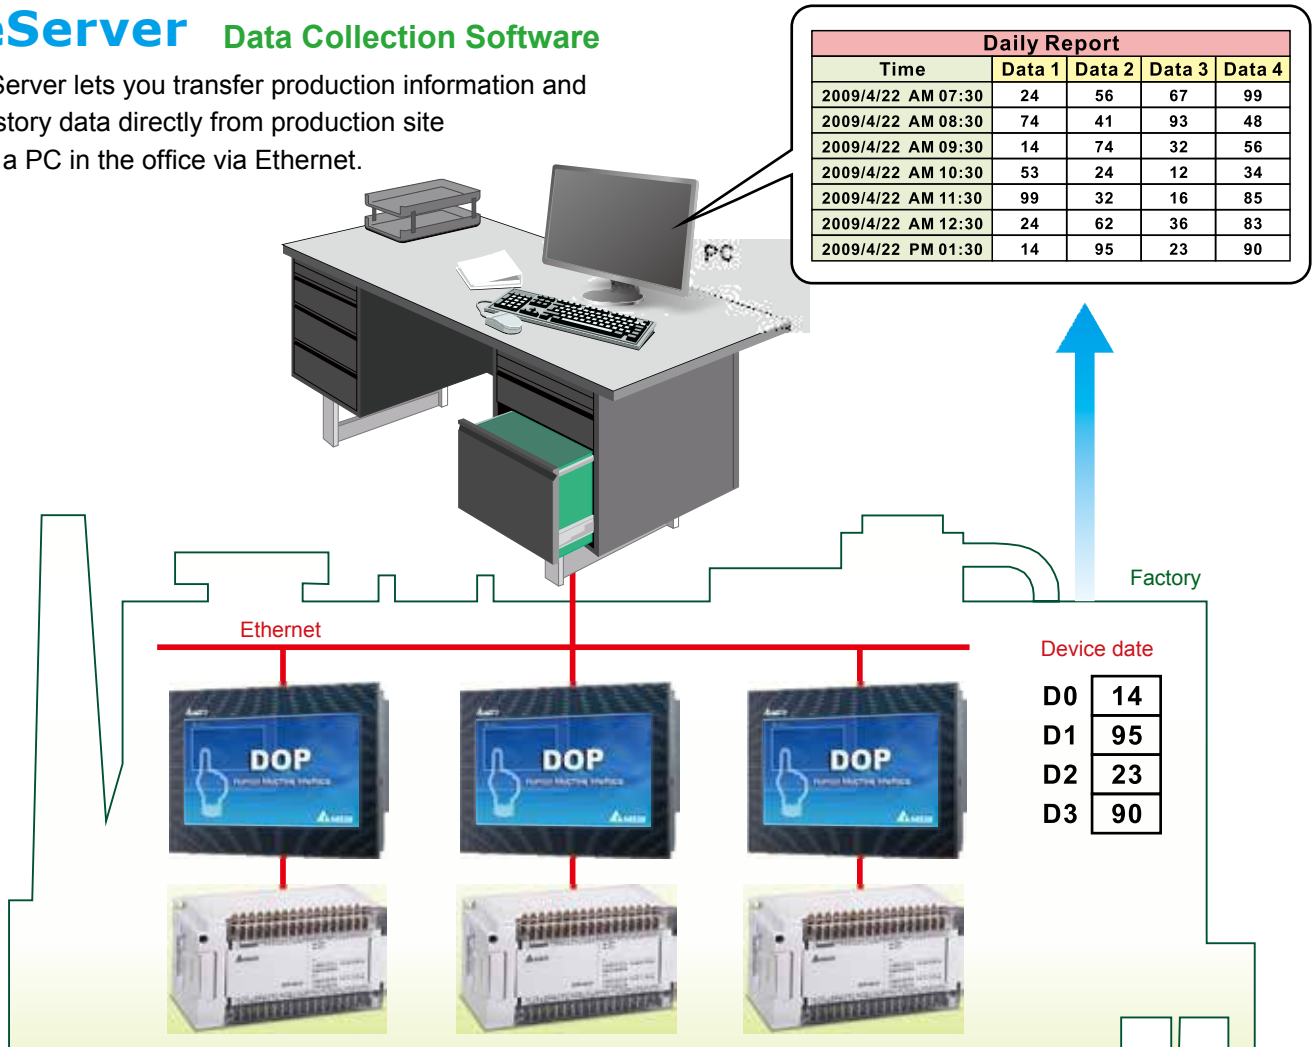 eServer Data Collection Software
Server lets you transfer production information and
story data directly from production site
a PC in the office via Ethernet.
Daily Report
Time Data 1 Data 2 Data 3 Data 4
2009/4/22 AM 07:30 24 56 67 99
2009/4/22 AM 08:30 74 41 93 48
2009/4/22 AM 09:30 14 74 32 56
2009/4/22 AM 10:30 53 24 12 34
2009/4/22 AM 11:30 99 32 16 85
2009/4/22 AM 12:30 24 62 36 83
2009/4/22 PM 01:30 14 95 23 90
PC
Factory
Ethernet
Device date
D0 14
D1 95
D2 23
D3 90
DOP
DOP
DOP